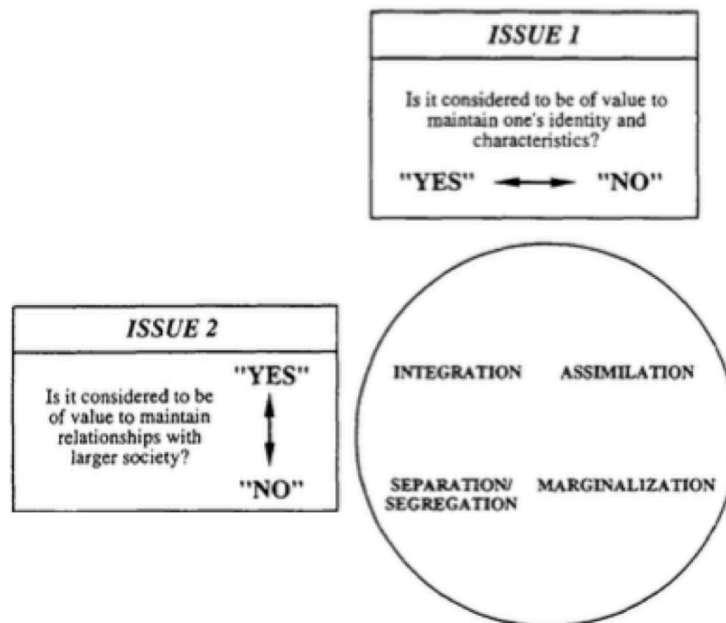 ISSUE 1
Is it considered to be of value to
maintain one's identity and
characteristics?
"YES" "NO"
ISSUE 2
"YES"
Is it considered to be
of value to maintain
relationships with
larger society?
"NO"
INTEGRATION ASSIMILATION
SEPARATION/ MARGINALIZATION
SEGREGATION